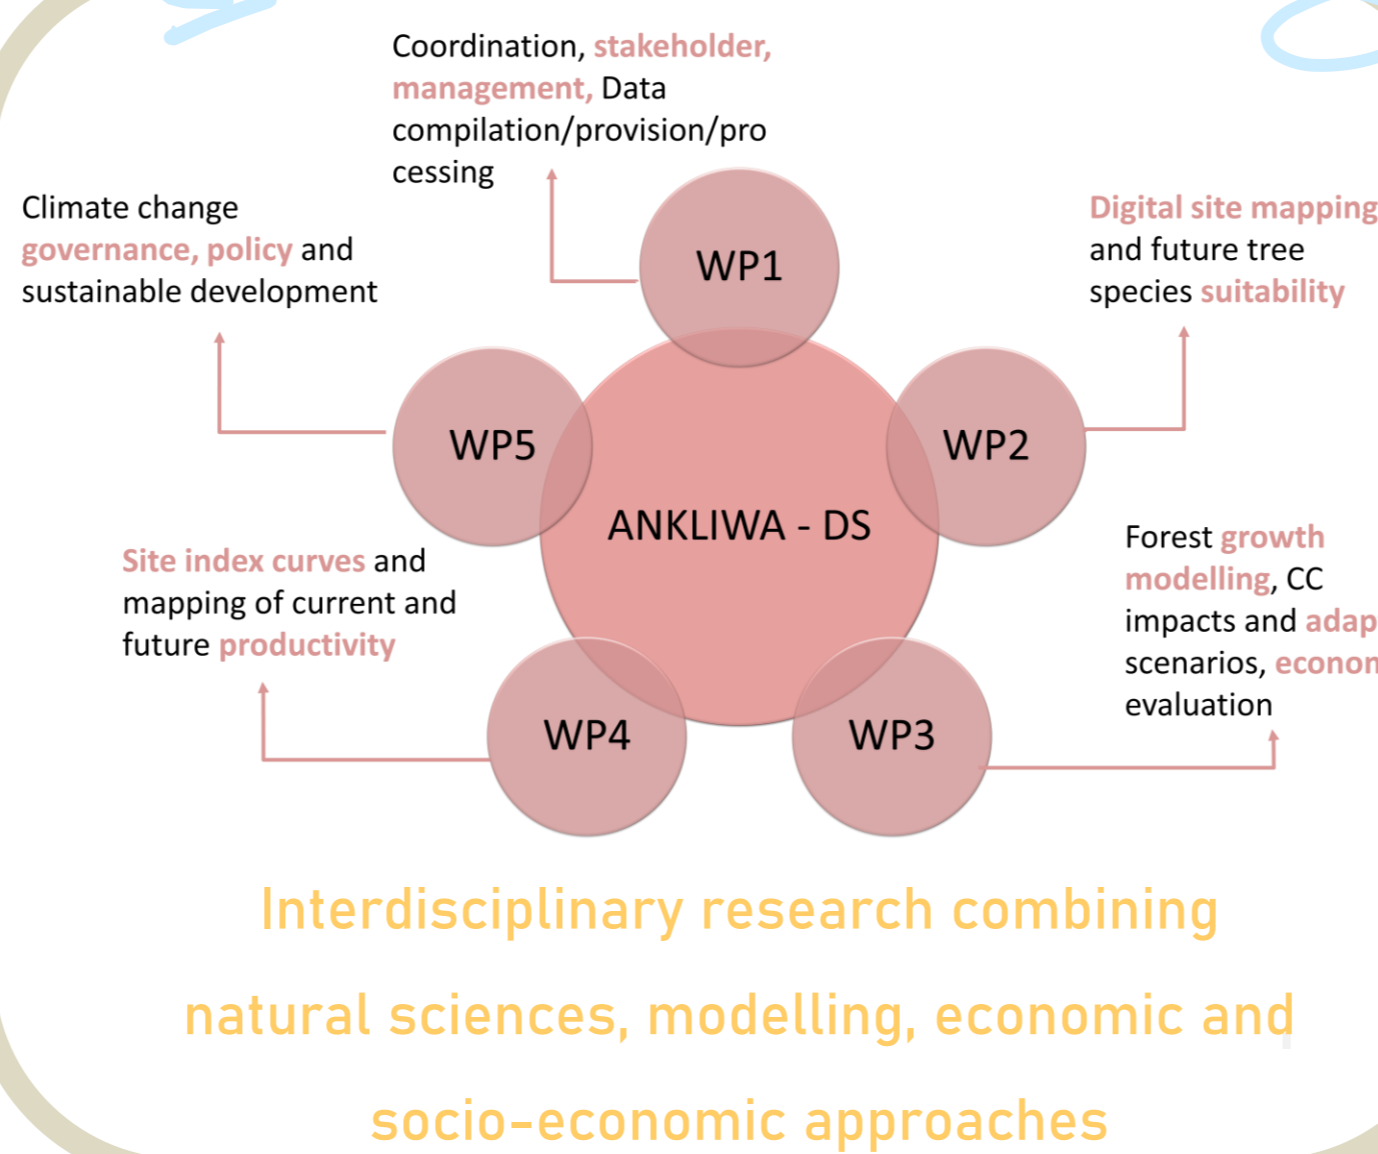 Coordination, stakeholder,
management, Data
compilation/provision/pro
cessing
Climate change
governance, policy and
sustainable development
Digital site mapping
and future tree
species suitability
WP1
WP5
WP2
ANKLIWA - DS
Site index curves and
mapping of current and
future productivity
Forest growth
modelling, CC
impacts and adap
scenarios, econom
evaluation
WP4
WP3
Interdisciplinary research combining
natural sciences, modelling, economic and
socio-economic approaches